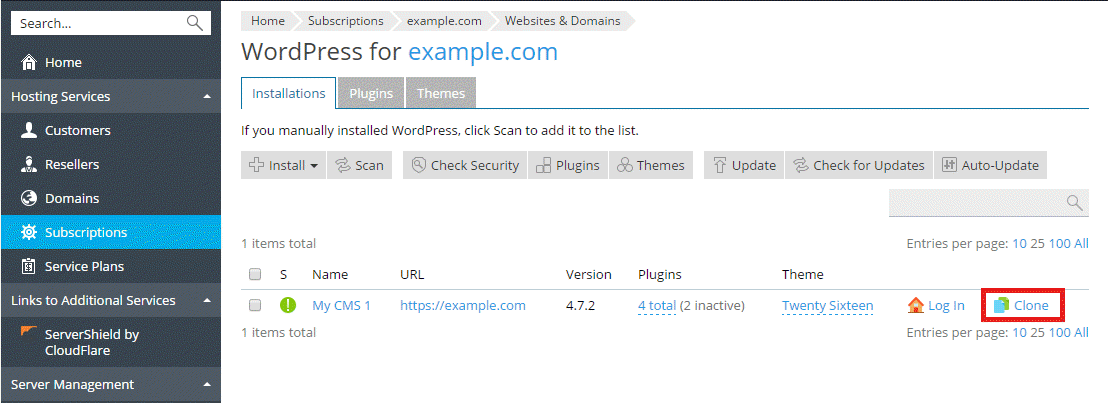 Search...
Home
Hosting Services
Customers
Resellers
Domains
Subscriptions
Service Plans
Links to Additional Services
ServerShield by
CloudFlare
Server Management
Home Subscriptions example.com Websites & Domains
WordPress for example.com
Installations Plugins Themes
If you manually installed WordPress, click Scan to add it to the list.
Install Scan Check Security Plugins Themes Update Check for Updates Auto-Update
1 items total Entries per page: 10 25 100 All
S Name URL Version Plugins Theme
My CMS 1 https://example.com 4.7.2 4 total (2 inactive) Twenty Sixteen Log In Clone
1 items total Entries per page: 10 25 100 All